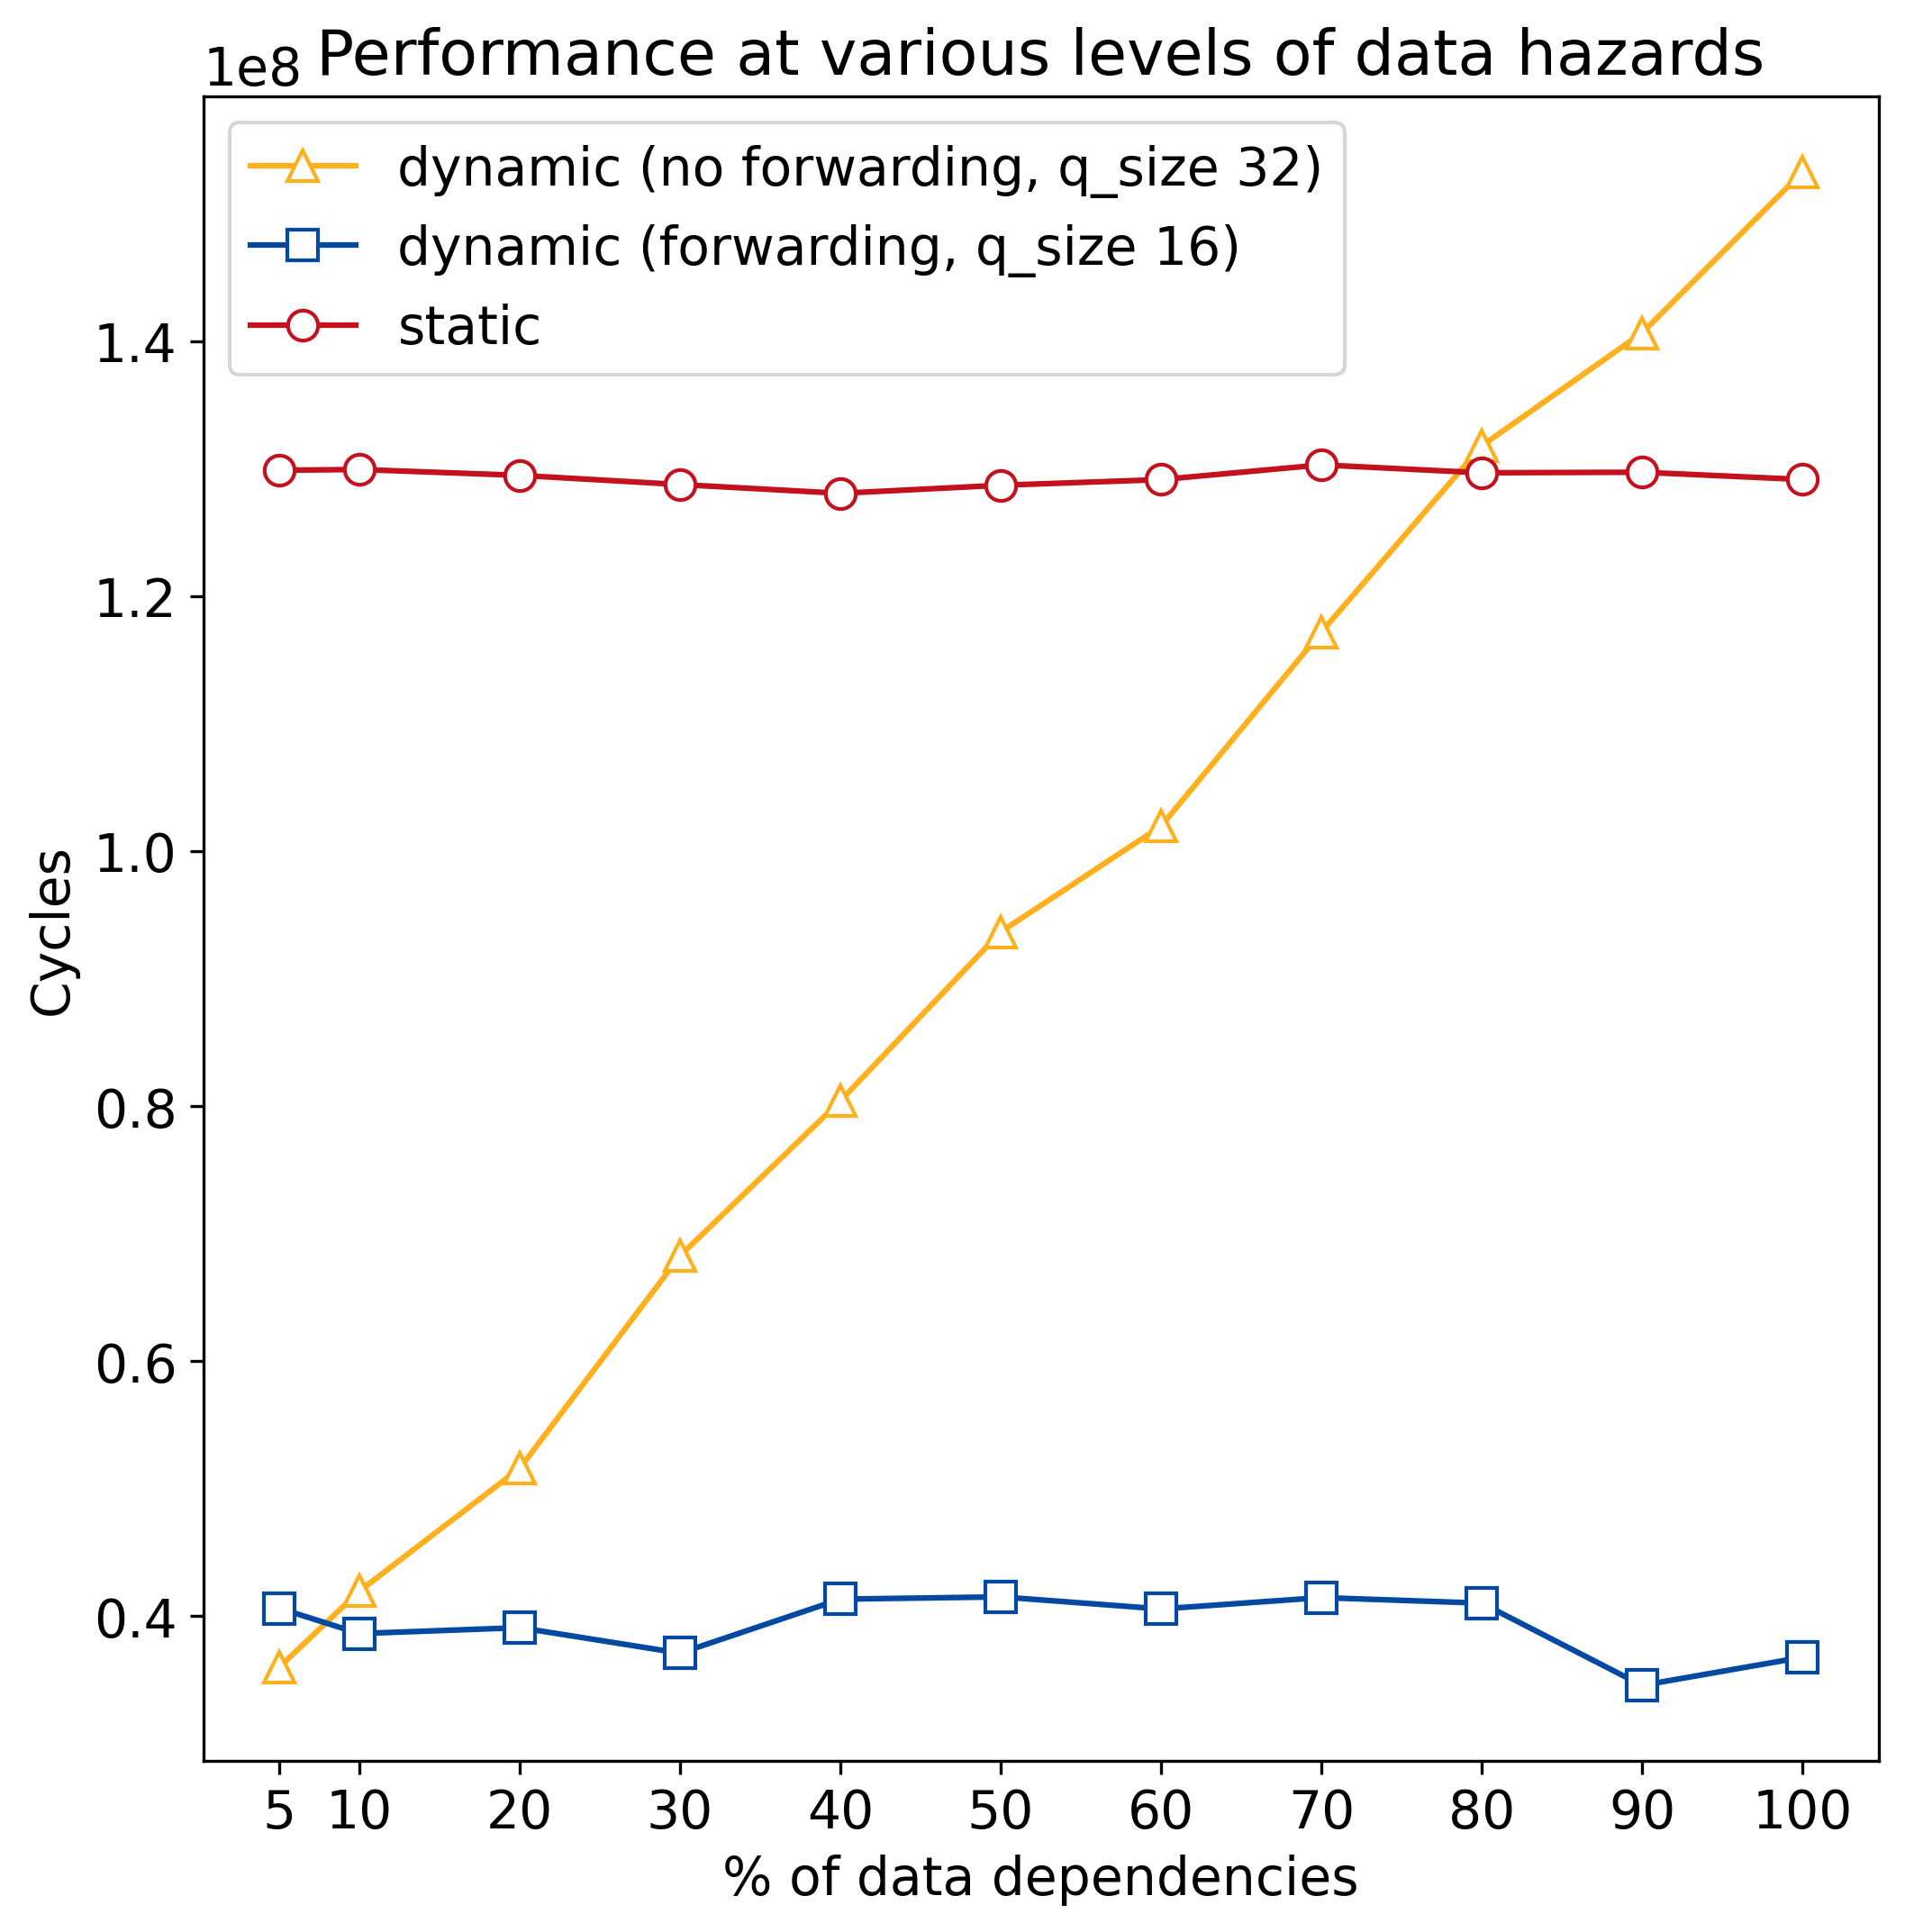 1e8
Performance at various levels of data hazards
dynamic (no forwarding, q_size 32)
dynamic (forwarding, q_size 16)
static
1.4
1.2
1.0
0.8
0.6
0.4
Cycles
5 10 20 30 40 50 60 70 80 90 100
% of data dependencies